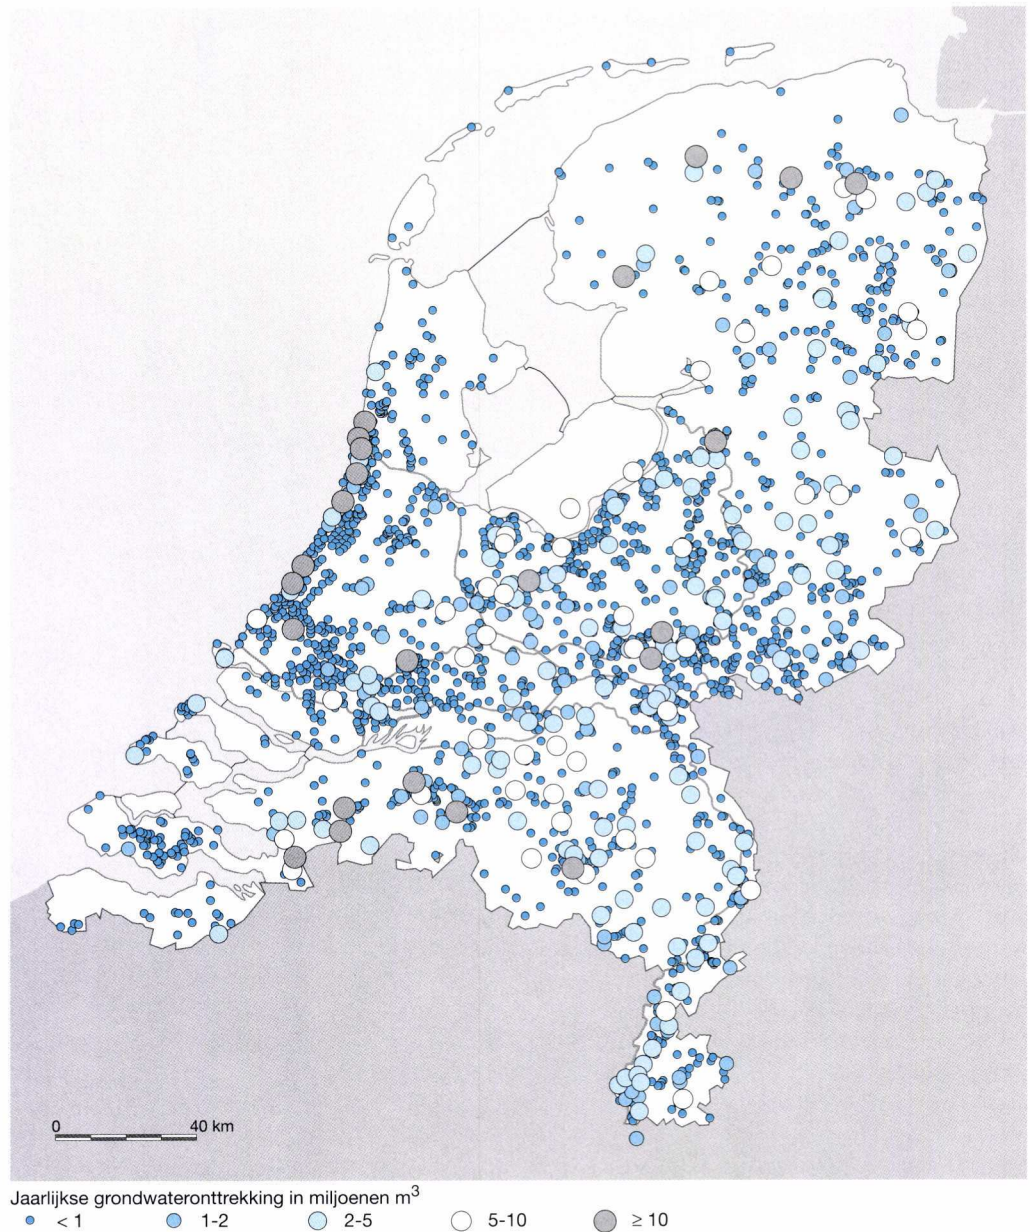 0 40 km
Jaarlijkse grondwateronttrekking in miljoenen m³
< 1 1-2 2-5 5-10 ≥ 10